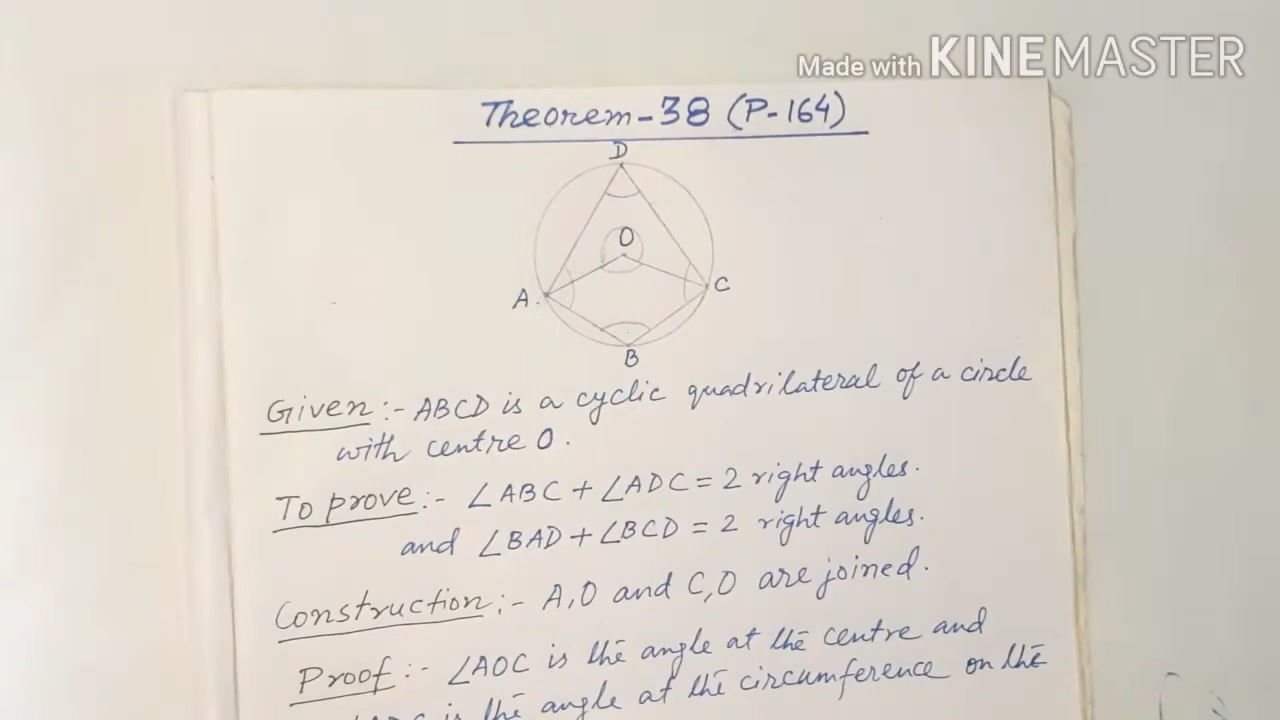 Made with KINEMASTER
Theorem-38 (P-164)
D
O
A
C
B
Given:- ABCD is a cyclic quadrilateral of a circle
with centre O.
To prove:- ∠ABC + ∠ADC = 2 right angles.
and ∠BAD + ∠BCD = 2 right angles.
Construction:- A,O and C,O are joined.
Proof:- ∠AOC is the angle at the centre and
is the angle at the circumference on the